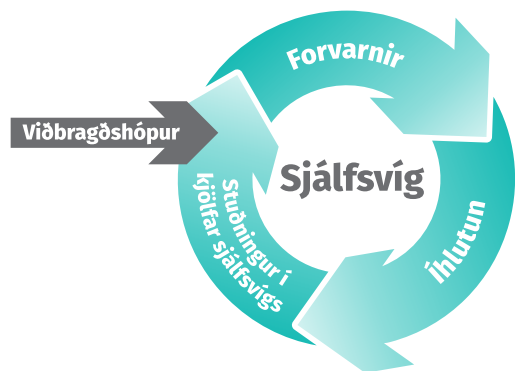 Forvarnir
Viðbragðshópur
Sjálfsvíg
Stuðningur í
kjölfar sjálfsvígs
Íhlutun